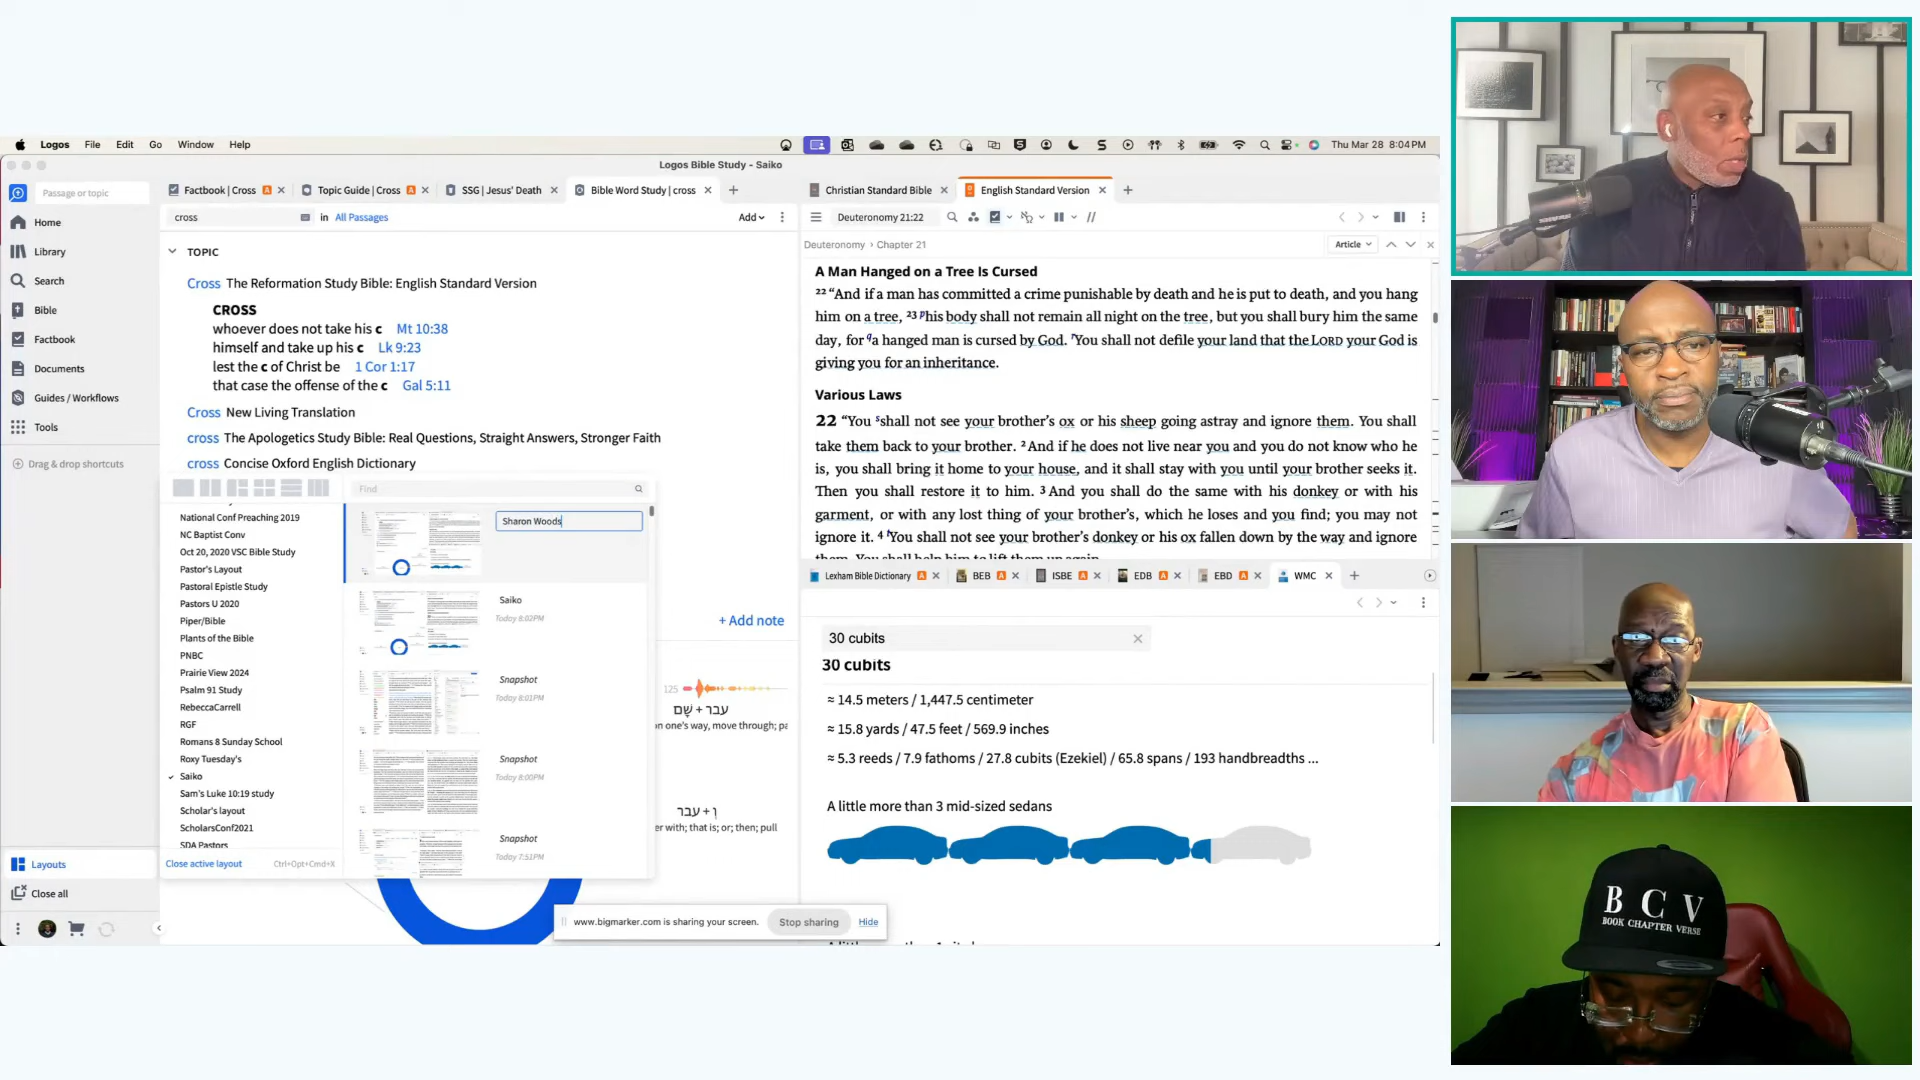 Logos File Edit Go Window Help
Thu Mar 28 8:04 PM
Logos Bible Study - Saiko
Passage or topic
Home
Library
Search
Bible
Factbook
Documents
Guides / Workflows
Tools
Drag & drop shortcuts
Layouts
Close all
Factbook | Cross A
Topic Guide | Cross A
SSG | Jesus' Death
Bible Word Study | cross
cross in All Passages Add
TOPIC
Cross The Reformation Study Bible: English Standard Version
CROSS
whoever does not take his c Mt 10:38
himself and take up his c Lk 9:23
lest the c of Christ be 1 Cor 1:17
that case the offense of the c Gal 5:11
Cross New Living Translation
cross The Apologetics Study Bible: Real Questions, Straight Answers, Stronger Faith
cross Concise Oxford English Dictionary
Find
National Conf Preaching 2019
NC Baptist Conv
Oct 20, 2020 VSC Bible Study
Pastor's Layout
Pastoral Epistle Study
Pastors U 2020
Piper/Bible
Plants of the Bible
PNBC
Prairie View 2024
Psalm 91 Study
RebeccaCarrell
RGF
Romans 8 Sunday School
Roxy Tuesday's
Saiko
Sam's Luke 10:19 study
Scholar's layout
ScholarsConf2021
SDA Pastors
Close active layout Ctrl+Opt+Cmd+X
Sharon Woods
Saiko
Today 8:02PM
Snapshot
Today 8:01PM
Snapshot
Today 8:00PM
Snapshot
Today 7:51PM
+ Add note
125
עבר + שָׁם
n one's way, move through; pa
עבר + וְ
er with; that is; or; then; pull
www.bigmarker.com is sharing your screen. Stop sharing Hide
Christian Standard Bible
English Standard Version
Deuteronomy 21:22
Deuteronomy › Chapter 21
Article
A Man Hanged on a Tree Is Cursed
22 “And if a man has committed a crime punishable by death and he is put to death, and you hang
him on a tree, 23 p his body shall not remain all night on the tree, but you shall bury him the same
day, for q a hanged man is cursed by God. r You shall not defile your land that the LORD your God is
giving you for an inheritance.
Various Laws
22 “You s shall not see your brother's ox or his sheep going astray and ignore them. You shall
take them back to your brother. 2 And if he does not live near you and you do not know who he
is, you shall bring it home to your house, and it shall stay with you until your brother seeks it.
Then you shall restore it to him. 3 And you shall do the same with his donkey or with his
garment, or with any lost thing of your brother's, which he loses and you find; you may not
ignore it. 4 t You shall not see your brother's donkey or his ox fallen down by the way and ignore
them. You shall help him to lift them up again.
Lexham Bible Dictionary A
BEB A
ISBE A
EDB A
EBD A
WMC
30 cubits
30 cubits
≈ 14.5 meters / 1,447.5 centimeter
≈ 15.8 yards / 47.5 feet / 569.9 inches
≈ 5.3 reeds / 7.9 fathoms / 27.8 cubits (Ezekiel) / 65.8 spans / 193 handbreadths ...
A little more than 3 mid-sized sedans
B C V
BOOK CHAPTER VERSE